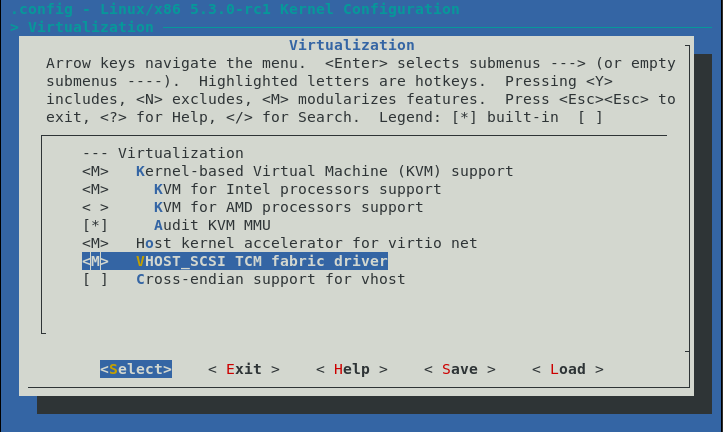 .config - Linux/x86 5.3.0-rc1 Kernel Configuration
> Virtualization
Virtualization
Arrow keys navigate the menu.  <Enter> selects submenus ---> (or empty
submenus ----).  Highlighted letters are hotkeys.  Pressing <Y>
includes, <N> excludes, <M> modularizes features.  Press <Esc><Esc> to
exit, <?> for Help, </> for Search.  Legend: [*] built-in  [ ]
--- Virtualization
<M>   Kernel-based Virtual Machine (KVM) support
<M>     KVM for Intel processors support
< >     KVM for AMD processors support
[*]     Audit KVM MMU
<M>   Host kernel accelerator for virtio net
<M>   VHOST_SCSI TCM fabric driver
[ ]   Cross-endian support for vhost
<Select>    < Exit >    < Help >    < Save >    < Load >